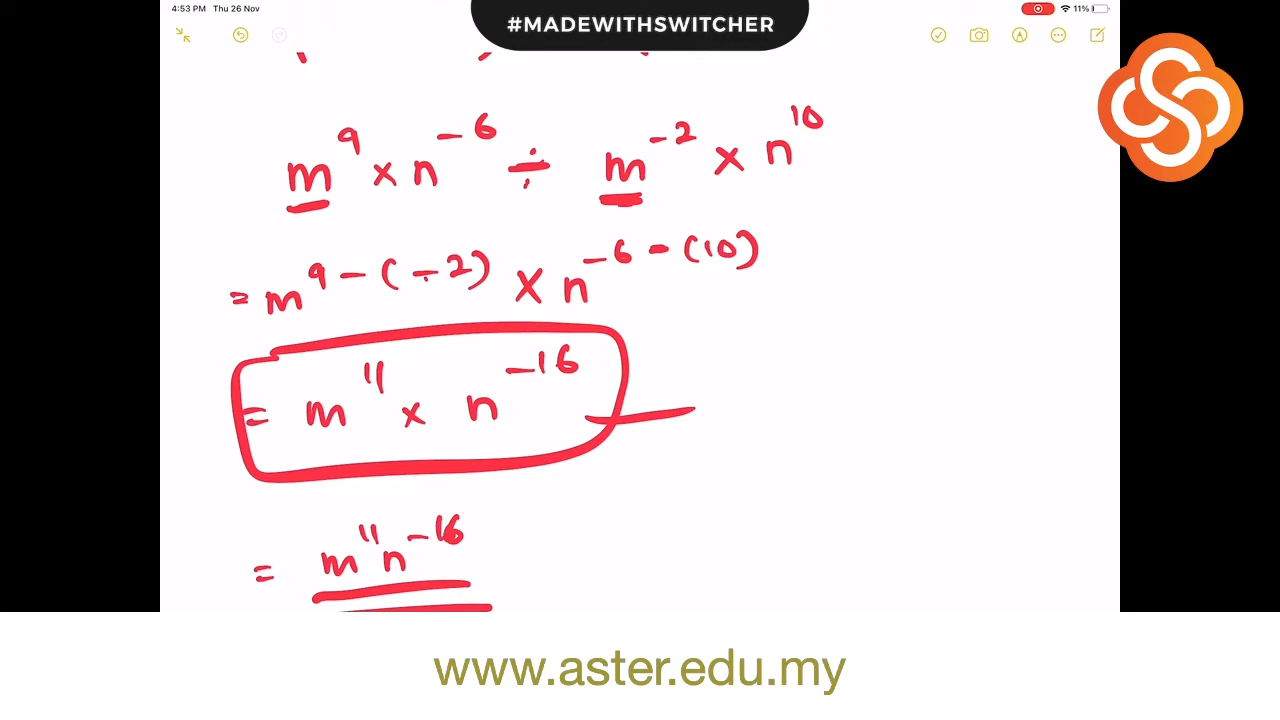 4:53 PM Thu 26 Nov
#MADEWITHSWITCHER
11%
m⁹ × n⁻⁶ ÷ m⁻² × n¹⁰
= m⁹⁻⁽⁻²⁾ × n⁻⁶⁻⁽¹⁰⁾
= m¹¹ × n⁻¹⁶
= m¹¹n⁻¹⁶
www.aster.edu.my